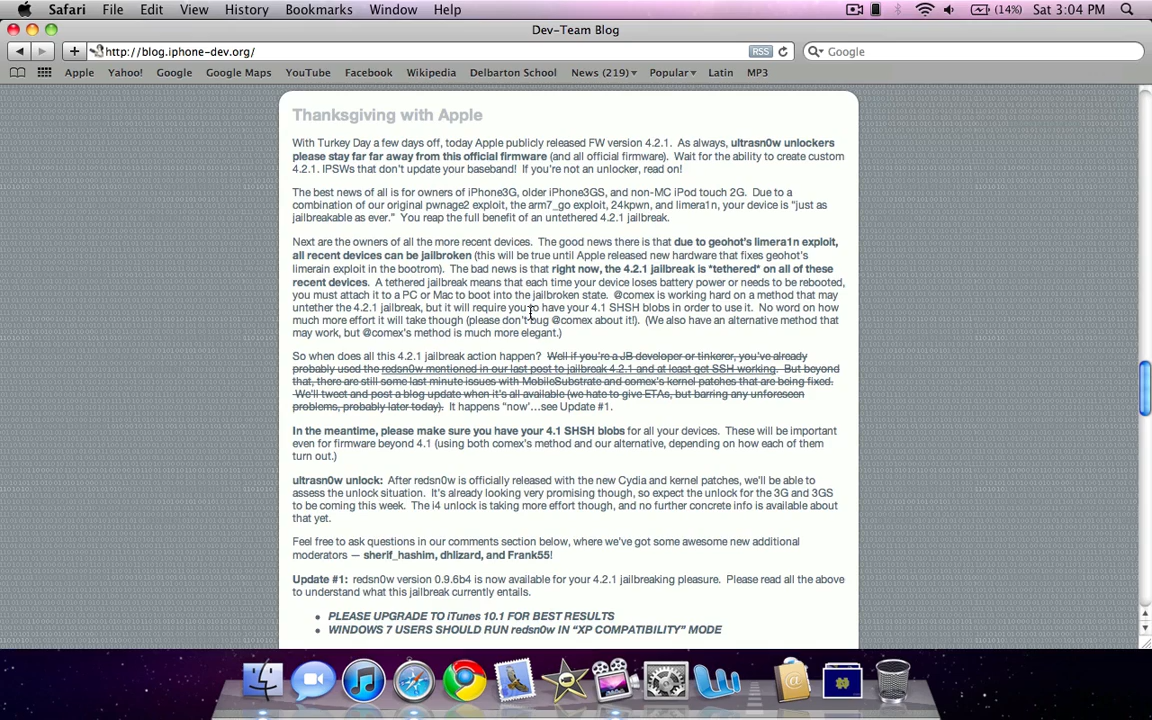 Safari File Edit View History Bookmarks Window Help (14%) Sat 3:04 PM
Dev-Team Blog
http://blog.iphone-dev.org/ RSS Google
Apple Yahoo! Google Google Maps YouTube Facebook Wikipedia Delbarton School News (219)▾ Popular▾ Latin MP3
Thanksgiving with Apple
With Turkey Day a few days off, today Apple publicly released FW version 4.2.1. As always, ultrasn0w unlockers
please stay far far away from this official firmware (and all official firmware). Wait for the ability to create custom
4.2.1. IPSWs that don't update your baseband! If you're not an unlocker, read on!
The best news of all is for owners of iPhone3G, older iPhone3GS, and non-MC iPod touch 2G. Due to a
combination of our original pwnage2 exploit, the arm7_go exploit, 24kpwn, and limera1n, your device is "just as
jailbreakable as ever." You reap the full benefit of an untethered 4.2.1 jailbreak.
Next are the owners of all the more recent devices. The good news there is that due to geohot's limera1n exploit,
all recent devices can be jailbroken (this will be true until Apple released new hardware that fixes geohot's
limerain exploit in the bootrom). The bad news is that right now, the 4.2.1 jailbreak is *tethered* on all of these
recent devices. A tethered jailbreak means that each time your device loses battery power or needs to be rebooted,
you must attach it to a PC or Mac to boot into the jailbroken state. @comex is working hard on a method that may
untether the 4.2.1 jailbreak, but it will require you to have your 4.1 SHSH blobs in order to use it. No word on how
much more effort it will take though (please don't bug @comex about it!). (We also have an alternative method that
may work, but @comex's method is much more elegant.)
So when does all this 4.2.1 jailbreak action happen? Well if you're a JB developer or tinkerer, you've already
probably used the redsn0w mentioned in our last post to jailbreak 4.2.1 and at least get SSH working. But beyond
that, there are still some last minute issues with MobileSubstrate and comex's kernel patches that are being fixed.
We'll tweet and post a blog update when it's all available (we hate to give ETAs, but barring any unforeseen
problems, probably later today). It happens "now'...see Update #1.
In the meantime, please make sure you have your 4.1 SHSH blobs for all your devices. These will be important
even for firmware beyond 4.1 (using both comex's method and our alternative, depending on how each of them
turn out.)
ultrasn0w unlock: After redsn0w is officially released with the new Cydia and kernel patches, we'll be able to
assess the unlock situation. It's already looking very promising though, so expect the unlock for the 3G and 3GS
to be coming this week. The i4 unlock is taking more effort though, and no further concrete info is available about
that yet.
Feel free to ask questions in our comments section below, where we've got some awesome new additional
moderators — sherif_hashim, dhlizard, and Frank55!
Update #1: redsn0w version 0.9.6b4 is now available for your 4.2.1 jailbreaking pleasure. Please read all the above
to understand what this jailbreak currently entails.
• PLEASE UPGRADE TO iTunes 10.1 FOR BEST RESULTS
• WINDOWS 7 USERS SHOULD RUN redsn0w IN "XP COMPATIBILITY" MODE